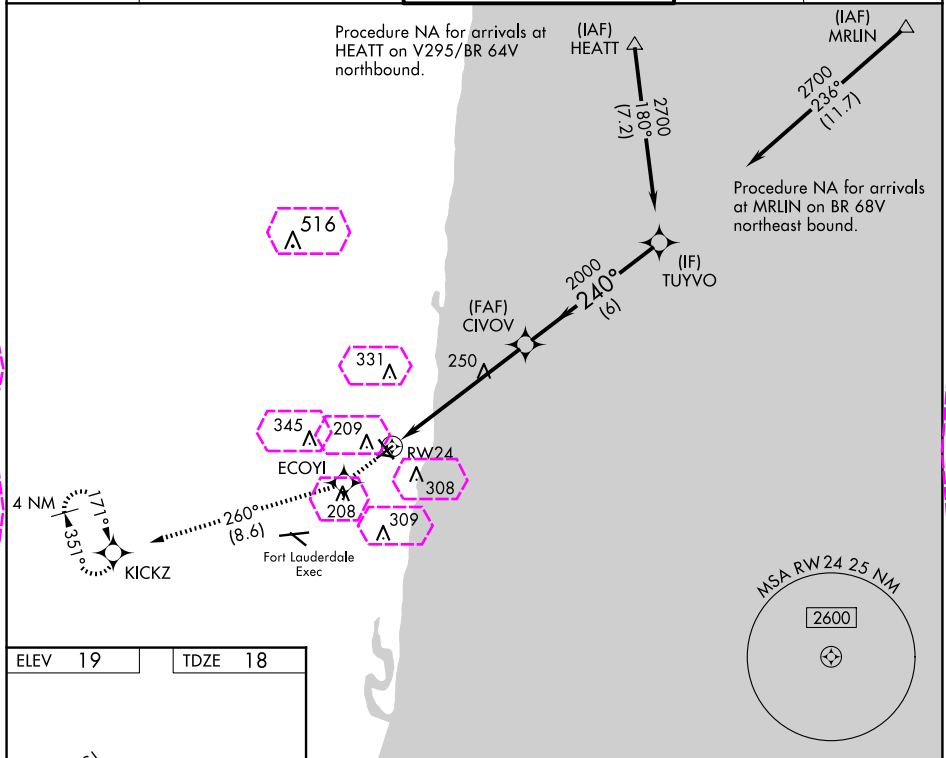 Procedure NA for arrivals at
HEATT on V295/BR 64V
northbound.
(IAF)
HEATT
(IAF)
MRLIN
2700
236°
(11.7)
2700
180°
(7.2)
Procedure NA for arrivals
at MRLIN on BR 68V
northeast bound.
516
(IF)
TUYVO
2000
240°
(6)
(FAF)
CIVOV
331
250
345
209
RW24
ECOYI
308
208
309
4 NM
171°
351°
260°
(8.6)
KICKZ
Fort Lauderdale
Exec
MSA RW24 25 NM
2600
ELEV 19
TDZE 18